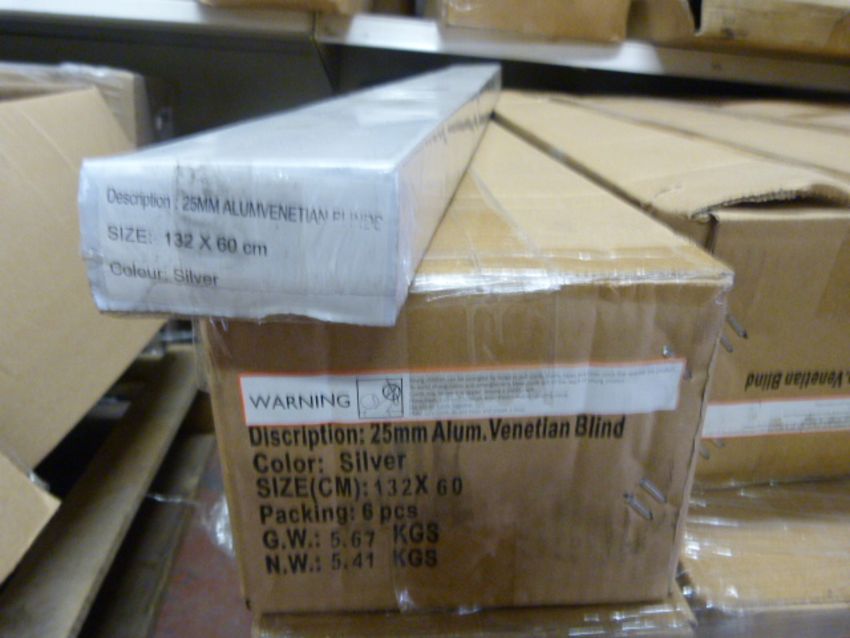 Description : 25MM ALUMVENETIAN BLINDC
SIZE:- 132 X 60 cm
Colour: Silver
WARNING
Discription: 25mm Alum.Venetian Blind
Color: Silver
SIZE(CM): 132X 60
Packing: 6 pcs
G.W.: 5.67 KGS
N.W.: 5.41 KGS
. Venetian Blind